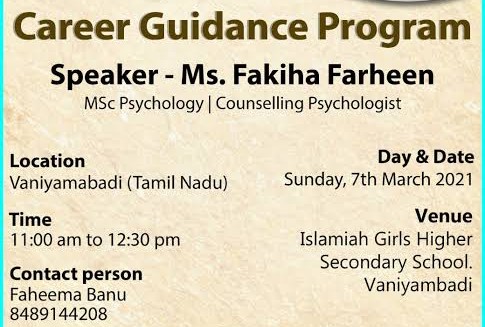 Career Guidance Program
Speaker - Ms. Fakiha Farheen
MSc Psychology | Counselling Psychologist
Location
Vaniyamabadi (Tamil Nadu)
Time
11:00 am to 12:30 pm
Contact person
Faheema Banu
8489144208
Day & Date
Sunday, 7th March 2021
Venue
Islamiah Girls Higher
Secondary School.
Vaniyambadi